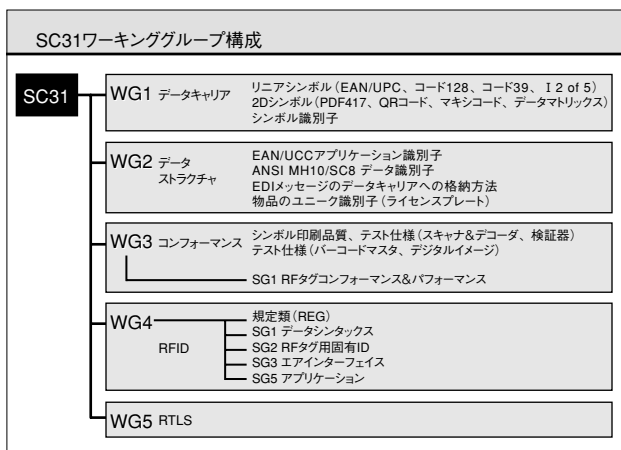 SC31ワーキンググループ構成
SC31
WG1 データキャリア
リニアシンボル(EAN/UPC、コード128、コード39、I 2 of 5)
2Dシンボル(PDF417、QRコード、マキシコード、データマトリックス)
シンボル識別子
WG2 データ
ストラクチャ
EAN/UCCアプリケーション識別子
ANSI MH10/SC8 データ識別子
EDIメッセージのデータキャリアへの格納方法
物品のユニーク識別子(ライセンスプレート)
WG3 コンフォーマンス
シンボル印刷品質、テスト仕様(スキャナ&デコーダ、検証器)
テスト仕様(バーコードマスタ、デジタルイメージ)
SG1 RFタグコンフォーマンス&パフォーマンス
WG4
RFID
規定類(REG)
SG1 データシンタックス
SG2 RFタグ用固有ID
SG3 エアインターフェイス
SG5 アプリケーション
WG5 RTLS